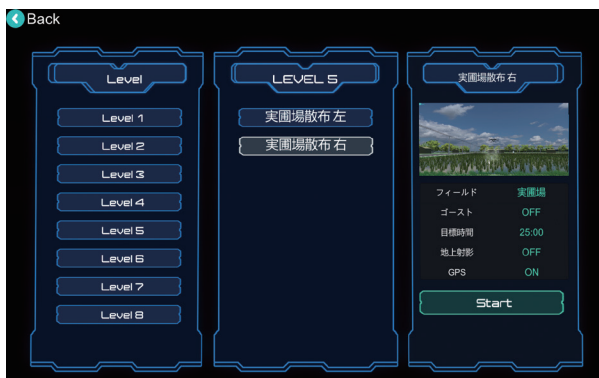 Back
Level
Level 1
Level 2
Level 3
Level 4
Level 5
Level 6
Level 7
Level 8
LEVEL 5
実圃場散布 左
実圃場散布 右
実圃場散布 右
フィールド 実圃場
ゴースト OFF
目標時間 25:00
地上射影 OFF
GPS ON
Start